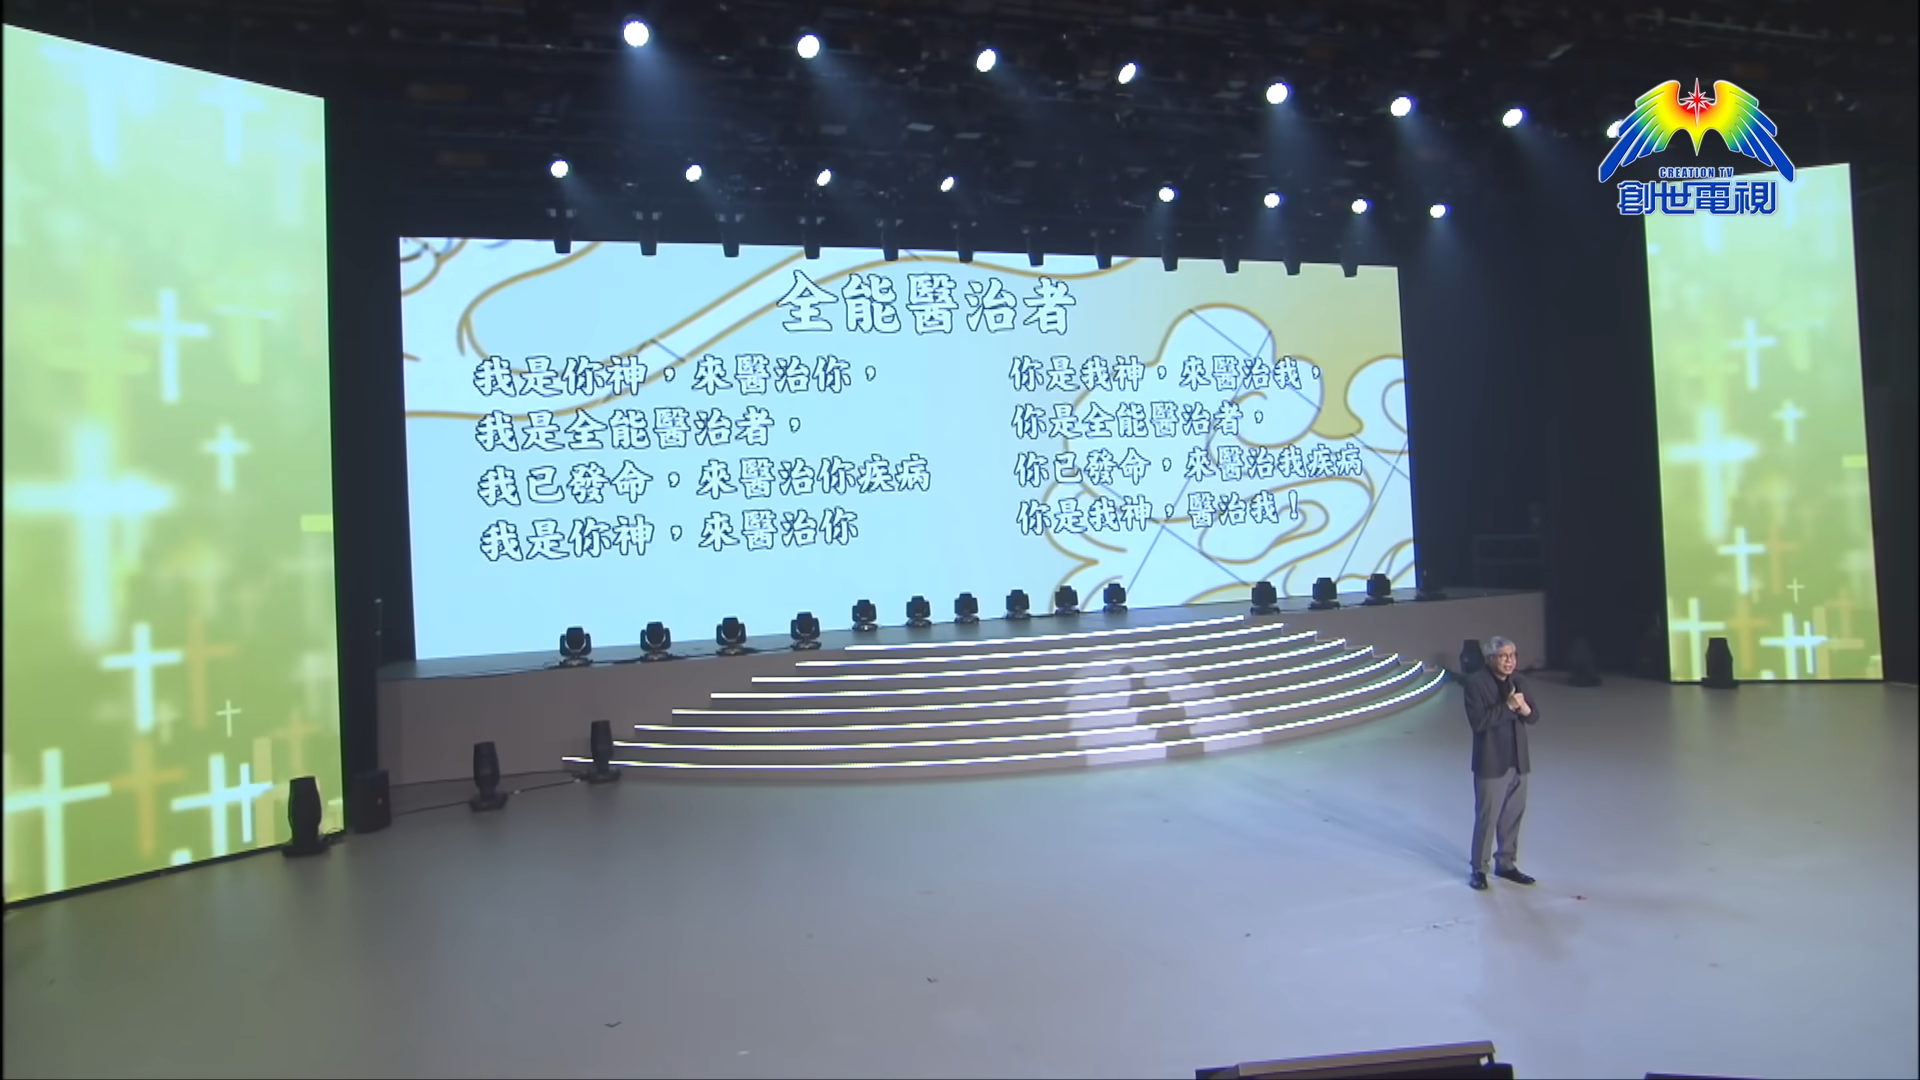 CREATION TV
創世電視
全能醫治者
我是你神，來醫治你，
我是全能醫治者，
我已發命，來醫治你疾病
我是你神，來醫治你
你是我神，來醫治我，
你是全能醫治者，
你已發命，來醫治我疾病
你是我神，醫治我！